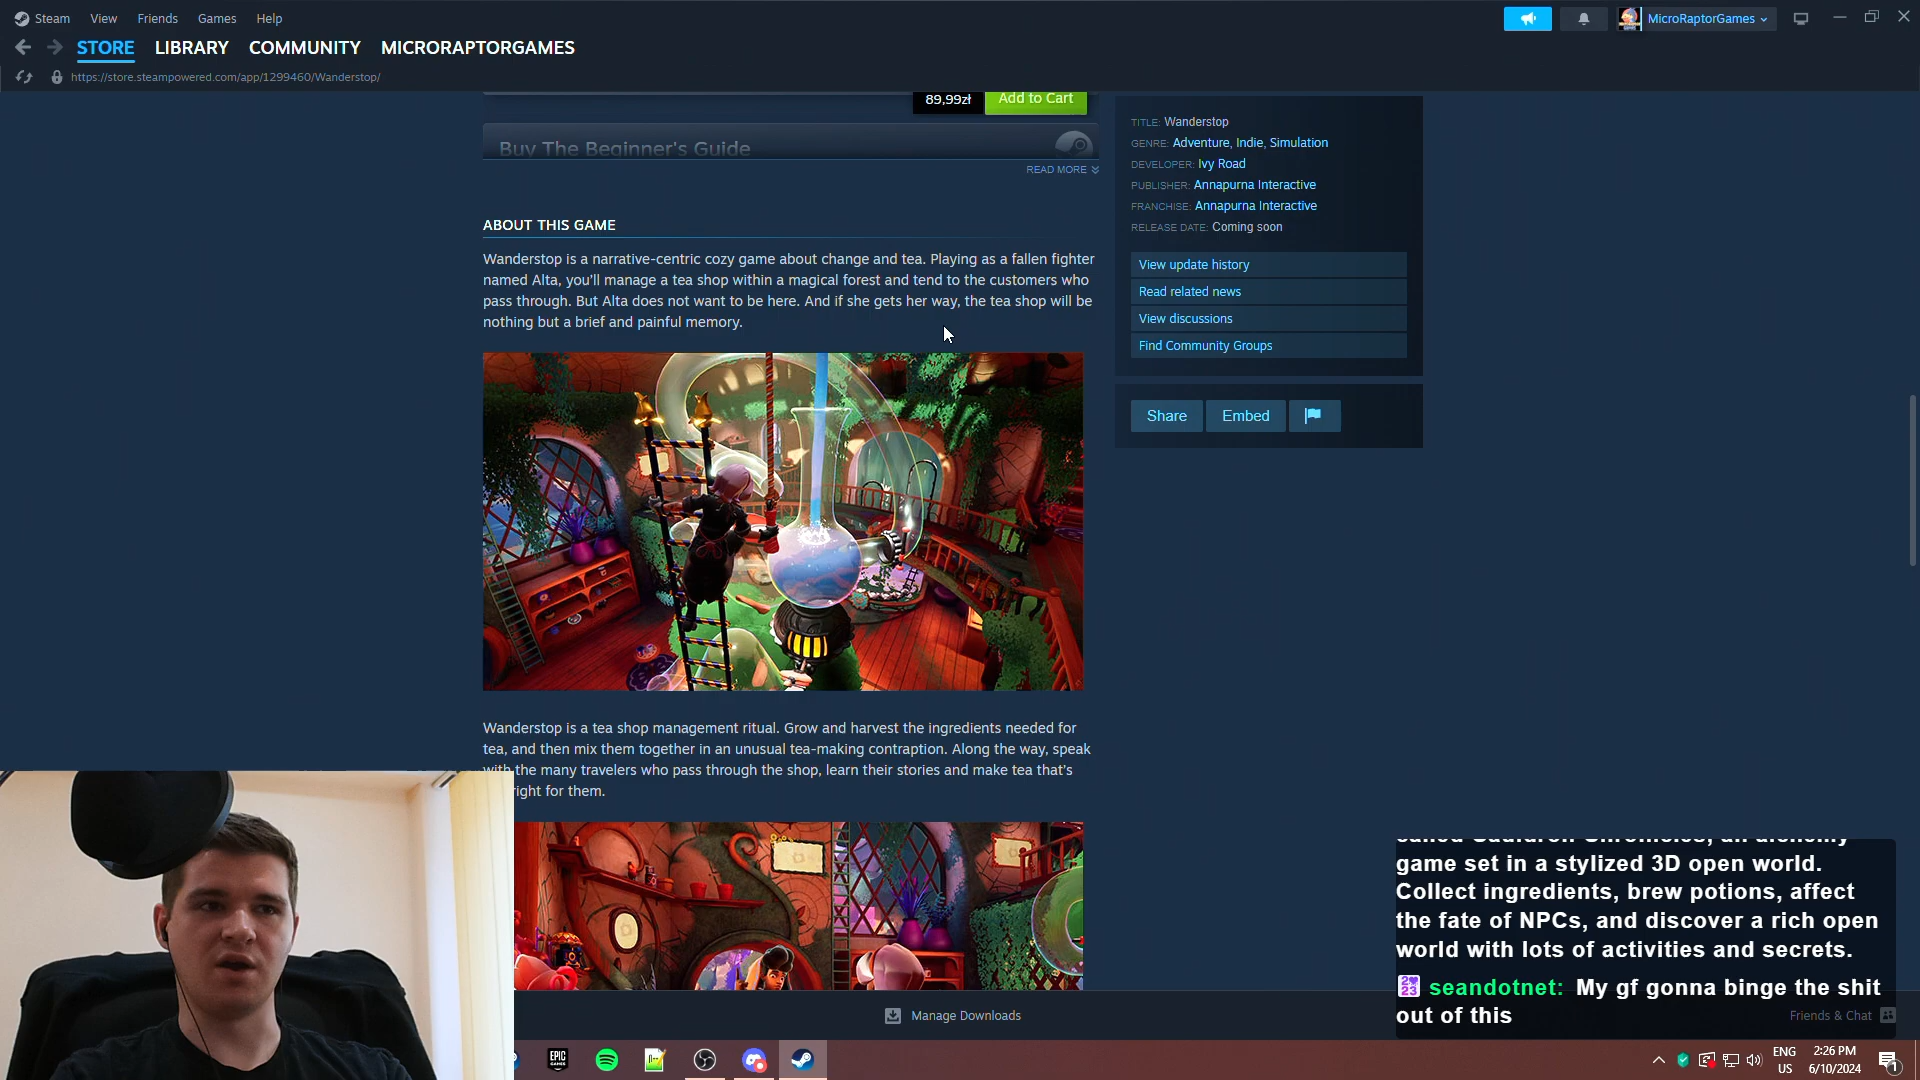 Steam View Friends Games Help
MicroRaptorGames
STORE LIBRARY COMMUNITY MICRORAPTORGAMES
https://store.steampowered.com/app/1299460/Wanderstop/
89,99zł Add to Cart
Buy The Beginner's Guide
READ MORE
ABOUT THIS GAME
Wanderstop is a narrative-centric cozy game about change and tea. Playing as a fallen fighter
named Alta, you'll manage a tea shop within a magical forest and tend to the customers who
pass through. But Alta does not want to be here. And if she gets her way, the tea shop will be
nothing but a brief and painful memory.
Wanderstop is a tea shop management ritual. Grow and harvest the ingredients needed for
tea, and then mix them together in an unusual tea-making contraption. Along the way, speak
with the many travelers who pass through the shop, learn their stories and make tea that's
right for them.
TITLE: Wanderstop
GENRE: Adventure, Indie, Simulation
DEVELOPER: Ivy Road
PUBLISHER: Annapurna Interactive
FRANCHISE: Annapurna Interactive
RELEASE DATE: Coming soon
View update history
Read related news
View discussions
Find Community Groups
Share Embed
called Cauldron Chronicles, an alchemy
game set in a stylized 3D open world.
Collect ingredients, brew potions, affect
the fate of NPCs, and discover a rich open
world with lots of activities and secrets.
seandotnet: My gf gonna binge the shit
out of this
Manage Downloads
Friends & Chat
EPIC GAMES
ENG
US
2:26 PM
6/10/2024
1